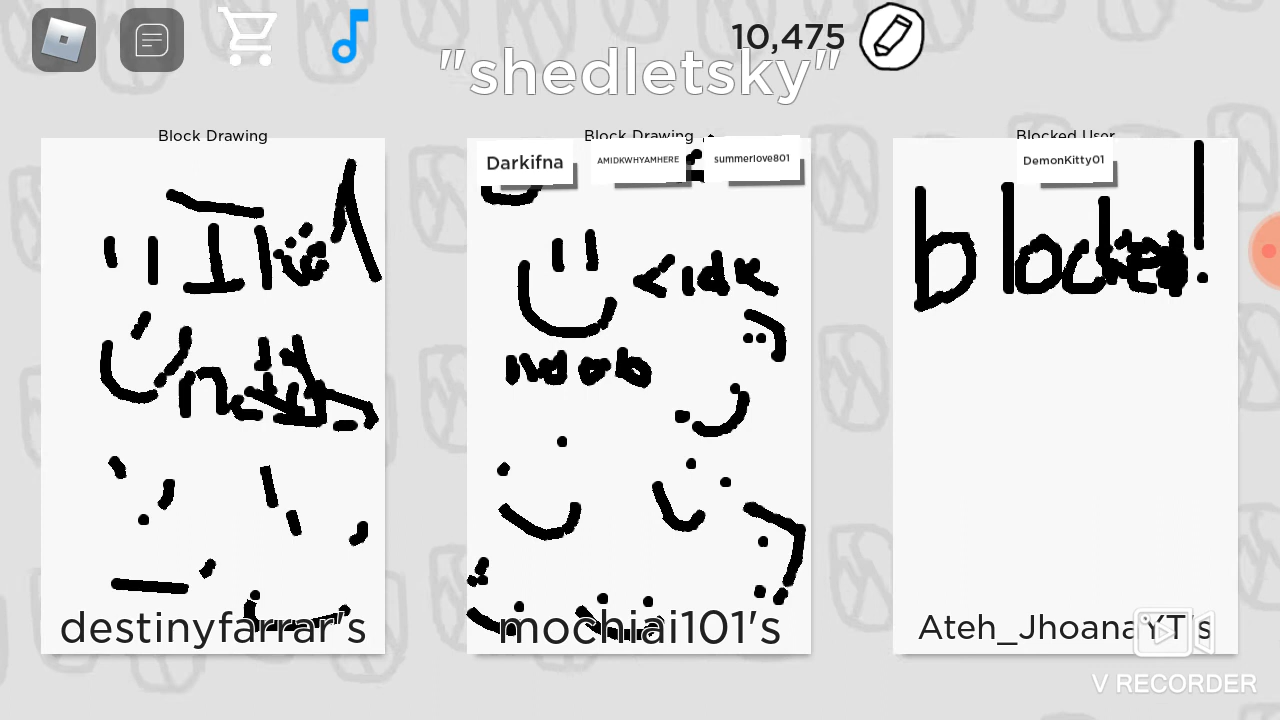 10,475
"shedletsky"
Block Drawing
Block Drawing
Blocked User
Darkifna
AMIDKWHYAMHERE
summerlove801
DemonKitty01
I
< idk
noob
blocked!
destinyfarrar's
mochiai101's
Ateh_JhoanaYT's
V RECORDER